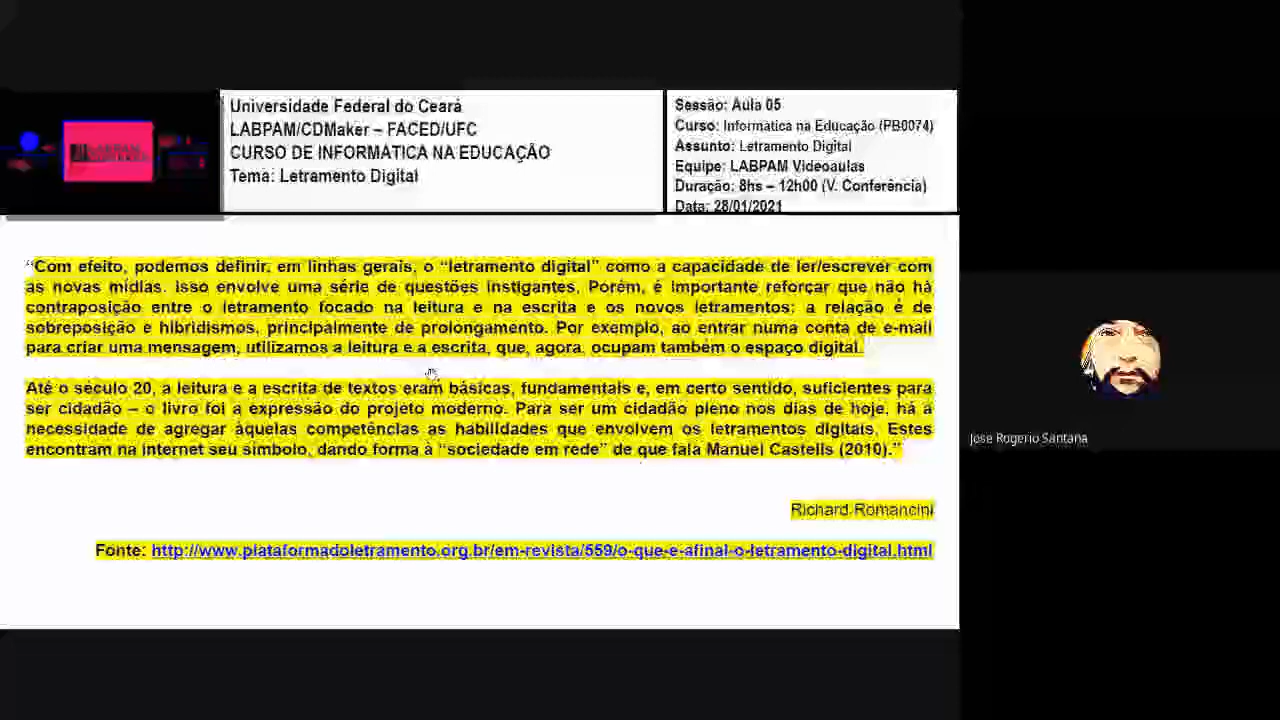 Universidade Federal do Ceará
LABPAM/CDMaker – FACED/UFC
CURSO DE INFORMATICA NA EDUCAÇÃO
Tema: Letramento Digital
Sessão: Aula 05
Curso: Informatica na Educação (PB0074)
Assunto: Letramento Digital
Equipe: LABPAM Videoaulas
Duração: 8hs – 12h00 (V. Conferência)
Data: 28/01/2021
“Com efeito, podemos definir, em linhas gerais, o “letramento digital” como a capacidade de ler/escrever com
as novas mídias. Isso envolve uma série de questões instigantes. Porém, é importante reforçar que não há
contraposição entre o letramento focado na leitura e na escrita e os novos letramentos; a relação é de
sobreposição e hibridismos, principalmente de prolongamento. Por exemplo, ao entrar numa conta de e-mail
para criar uma mensagem, utilizamos a leitura e a escrita, que, agora, ocupam também o espaço digital.
Até o século 20, a leitura e a escrita de textos eram básicas, fundamentais e, em certo sentido, suficientes para
ser cidadão – o livro foi a expressão do projeto moderno. Para ser um cidadão pleno nos dias de hoje, há a
necessidade de agregar àquelas competências as habilidades que envolvem os letramentos digitais. Estes
encontram na internet seu símbolo, dando forma à “sociedade em rede” de que fala Manuel Castells (2010).”
Richard Romancini
Fonte: http://www.plataformadoletramento.org.br/em-revista/559/o-que-e-afinal-o-letramento-digital.html
Jose Rogerio Santana